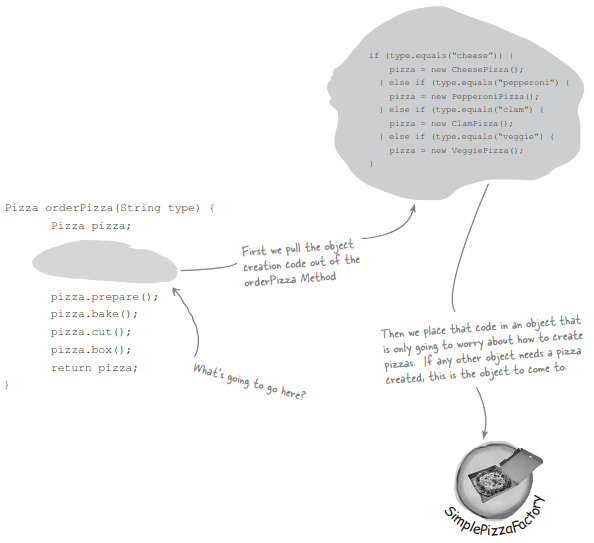 if (type.equals(“cheese”)) {
pizza = new CheesePizza();
} else if (type.equals(“pepperoni”) {
pizza = new PepperoniPizza();
} else if (type.equals(“clam”) {
pizza = new ClamPizza();
} else if (type.equals(“veggie”) {
pizza = new VeggiePizza();
}
Pizza orderPizza(String type) {
Pizza pizza;
First we pull the object
creation code out of the
orderPizza Method
pizza.prepare();
pizza.bake();
pizza.cut();
pizza.box();
return pizza;
}
What's going to go here?
Then we place that code in an object that
is only going to worry about how to create
pizzas. If any other object needs a pizza
created, this is the object to come to.
SimplePizzaFactory